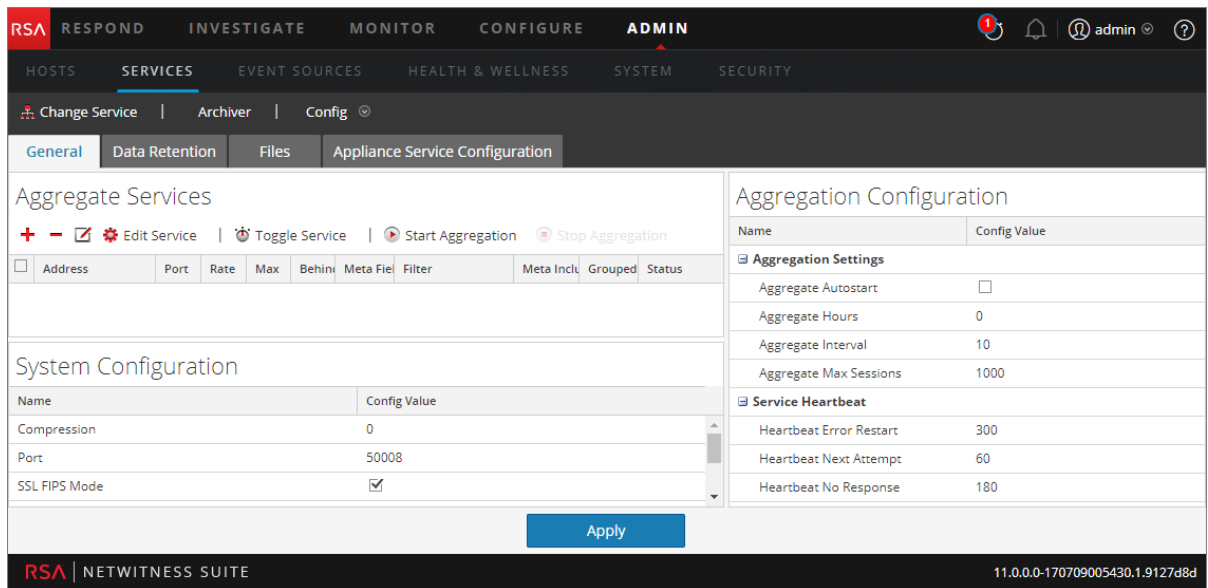 RSA RESPOND INVESTIGATE MONITOR CONFIGURE ADMIN 1 admin ?
HOSTS SERVICES EVENT SOURCES HEALTH & WELLNESS SYSTEM SECURITY
Change Service | Archiver | Config
General Data Retention Files Appliance Service Configuration
Aggregate Services
Edit Service | Toggle Service | Start Aggregation Stop Aggregation
Address Port Rate Max Behin Meta Fiel Filter Meta Inclu Grouped Status
System Configuration
Name Config Value
Compression 0
Port 50008
SSL FIPS Mode
Aggregation Configuration
Name Config Value
Aggregation Settings
Aggregate Autostart
Aggregate Hours 0
Aggregate Interval 10
Aggregate Max Sessions 1000
Service Heartbeat
Heartbeat Error Restart 300
Heartbeat Next Attempt 60
Heartbeat No Response 180
Apply
RSA NETWITNESS SUITE 11.0.0.0-170709005430.1.9127d8d